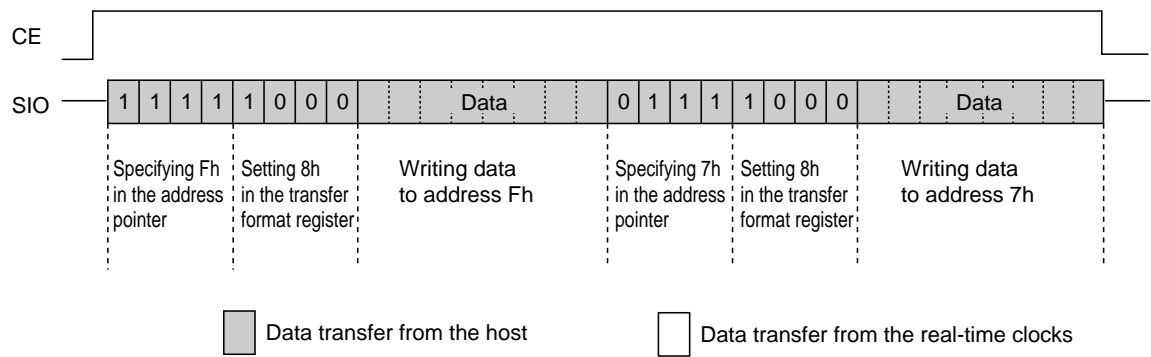 CE
SIO
1 1 1 1 1 0 0 0 Data 0 1 1 1 1 0 0 0 Data
Specifying Fh
in the address
pointer
Setting 8h
in the transfer
format register
Writing data
to address Fh
Specifying 7h
in the address
pointer
Setting 8h
in the transfer
format register
Writing data
to address 7h
Data transfer from the host
Data transfer from the real-time clocks